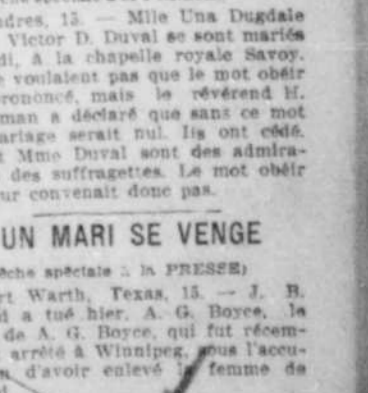 dres, 15. — Mlle Una Dugdale
Victor D. Duval se sont mariés
di, à la chapelle royale Savoy.
voulaient pas que le mot obéir
prononcé, mais le révérend H.
man a déclaré que sans ce mot
ariage serait nul. Ils ont cédé.
Mme Duval sont des admira-
des suffragettes. Le mot obéir
ur convenait donc pas.
UN MARI SE VENGE
êche spéciale à la PRESSE)
rt Warth, Texas, 15. — J. B.
d a tué hier, A. G. Boyce, le
de A. G. Boyce, qui fut récem-
arrêté à Winnipeg, sous l'accu-
n d'avoir enlevé la femme de